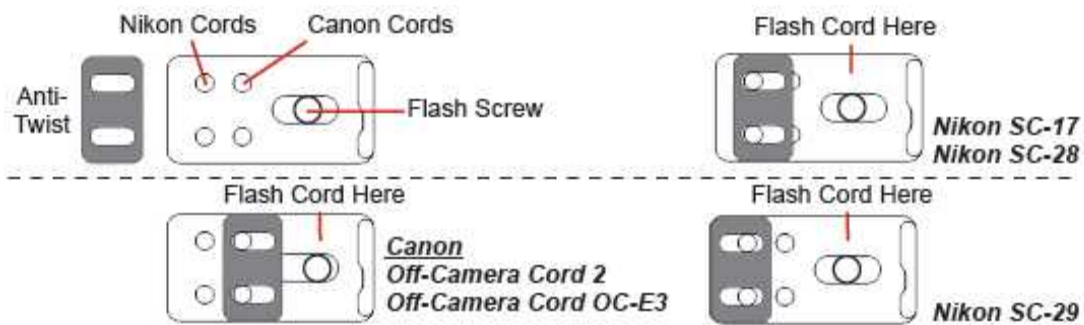 Nikon Cords
Canon Cords
Flash Cord Here
Anti-
Twist
Flash Screw
Nikon SC-17
Nikon SC-28
Flash Cord Here
Flash Cord Here
Canon
Off-Camera Cord 2
Off-Camera Cord OC-E3
Nikon SC-29